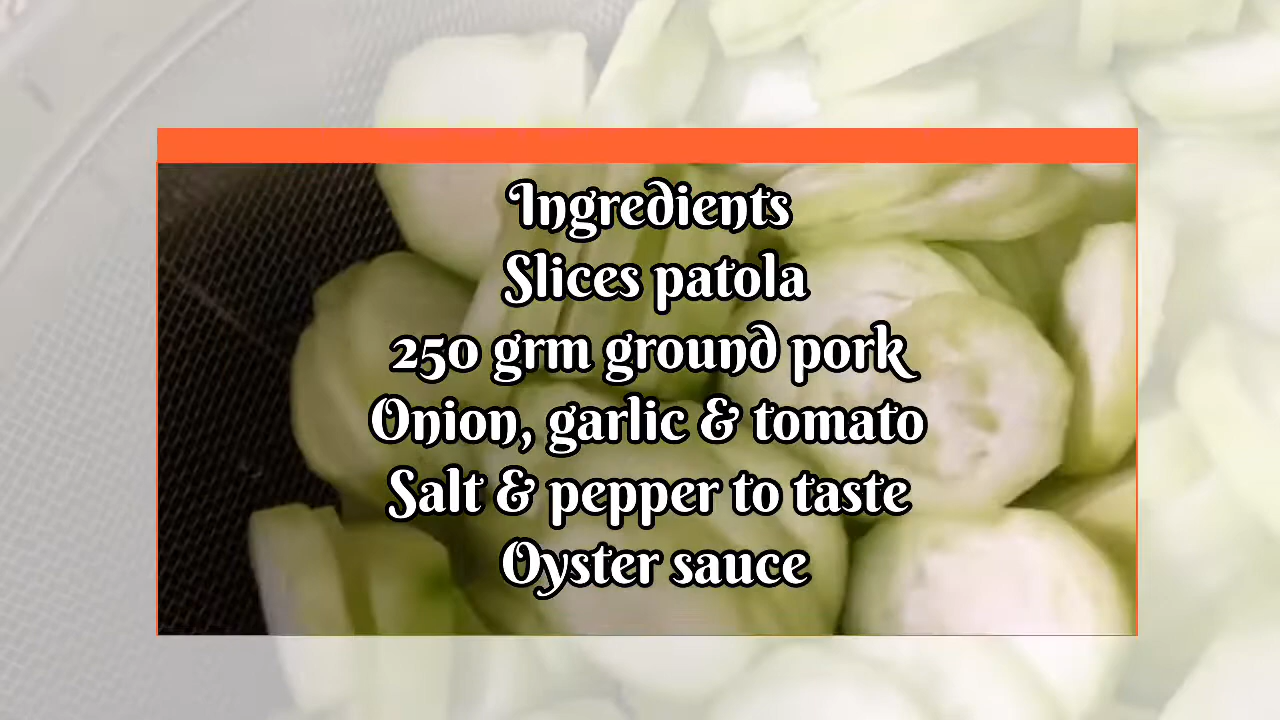 Ingredients
Slices patola
250 grm ground pork
Onion, garlic & tomato
Salt & pepper to taste
Oyster sauce